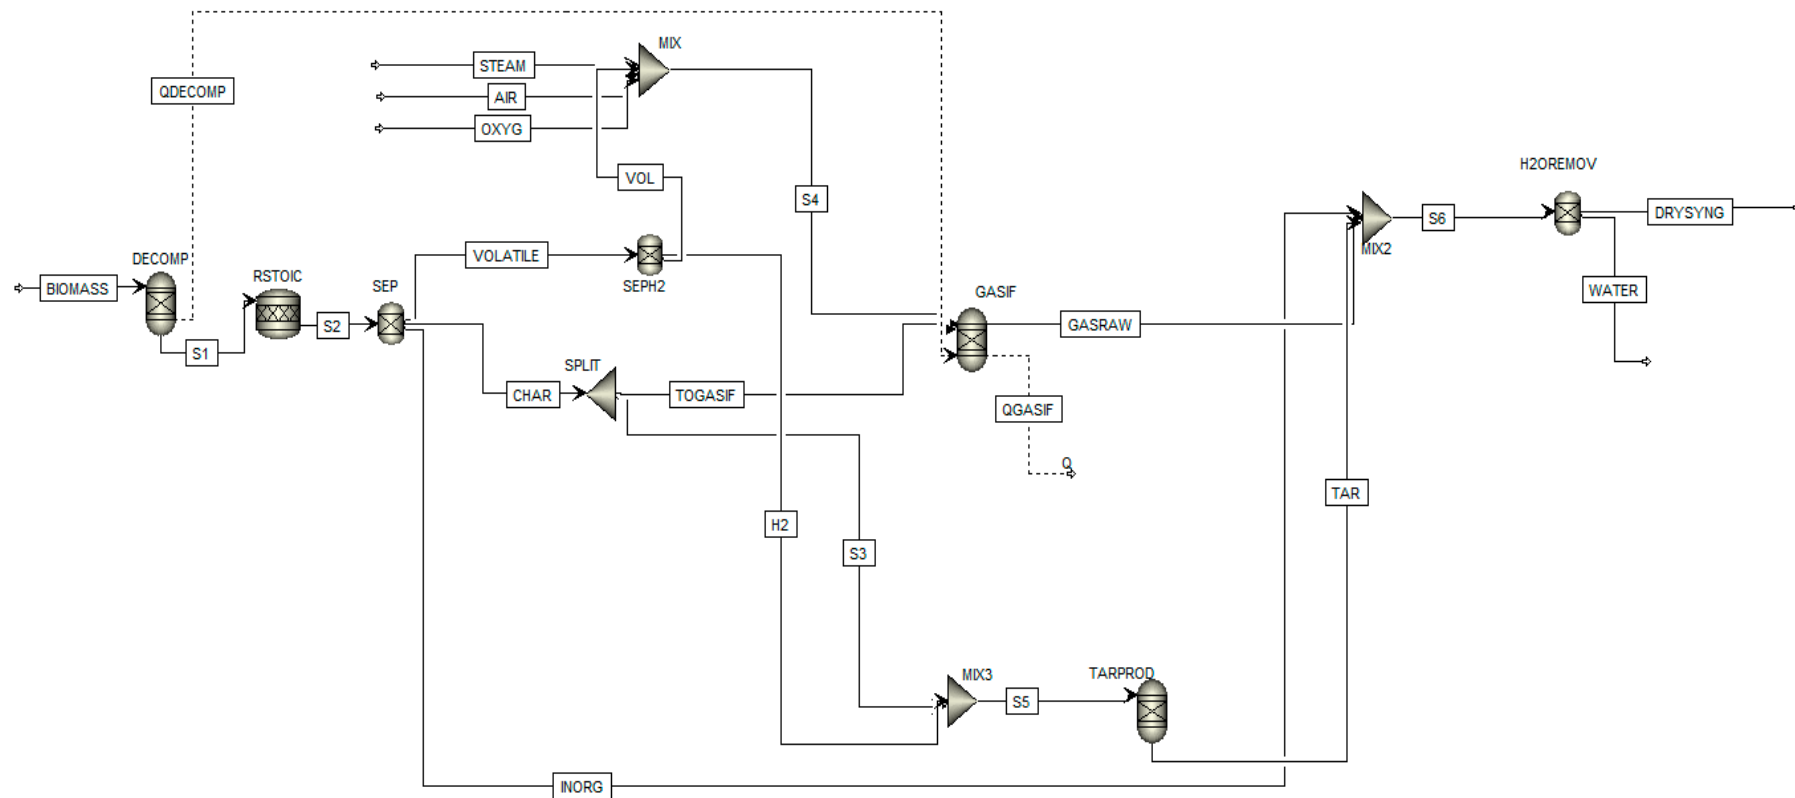 MIX
STEAM
QDECOMP
AIR
OXYG
H2OREMOV
VOL
S4
DRYSYNG
S6
MIX2
DECOMP
VOLATILE
RSTOIC
SEP
SEPH2
BIOMASS
WATER
GASIF
S2
GASRAW
S1
SPLIT
CHAR
TOGASIF
QGASIF
Q
TAR
H2
S3
MIX3
TARPROD
S5
INORG